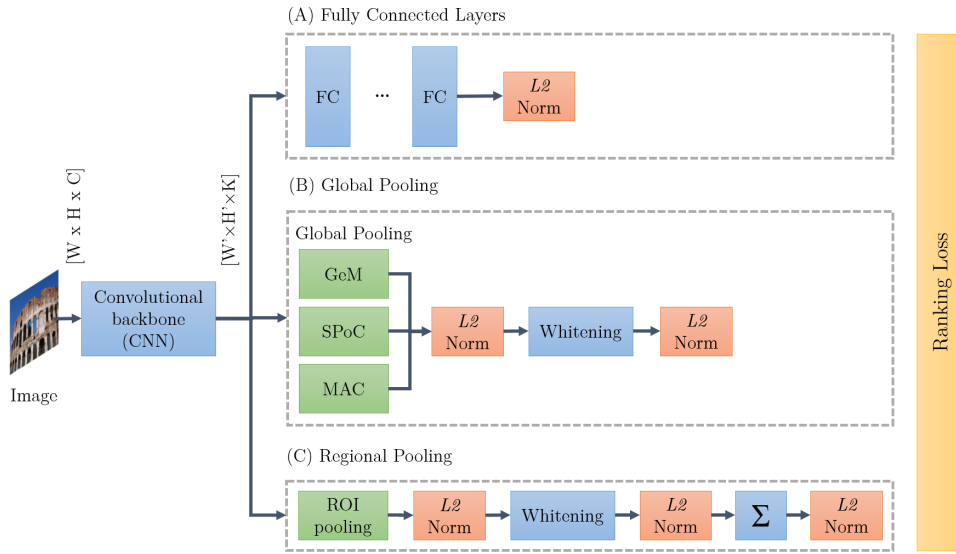 (A) Fully Connected Layers
FC
...
FC
L2
Norm
[W x H x C]
[W'×H'×K]
Image
Convolutional
backbone
(CNN)
(B) Global Pooling
Global Pooling
GeM
SPoC
MAC
L2
Norm
Whitening
L2
Norm
(C) Regional Pooling
ROI
pooling
L2
Norm
Whitening
L2
Norm
Σ
L2
Norm
Ranking Loss